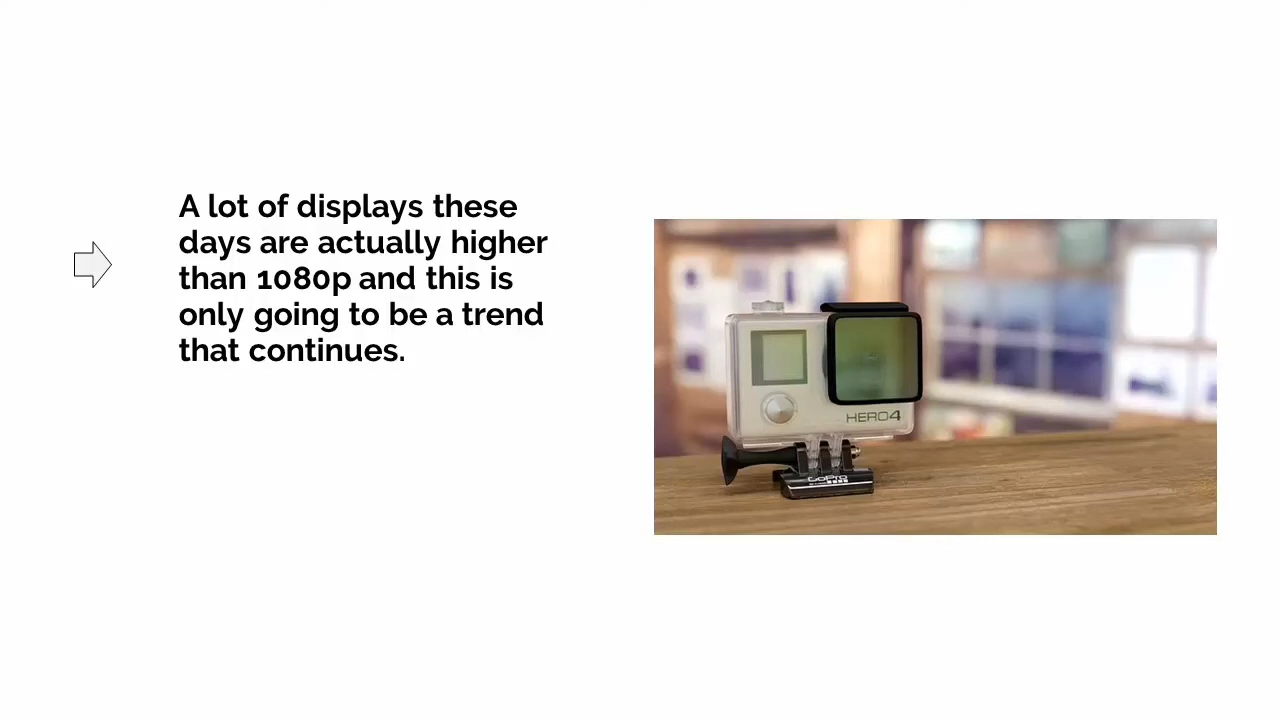 A lot of displays these
days are actually higher
than 1080p and this is
only going to be a trend
that continues.
HERO4
GoPro